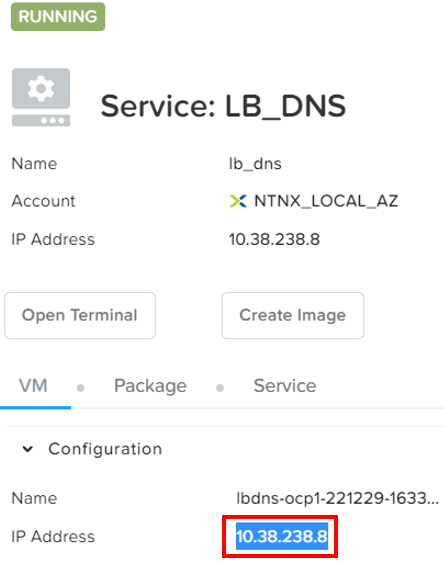 RUNNING
Service: LB_DNS
Name lb_dns
Account NTNX_LOCAL_AZ
IP Address 10.38.238.8
Open Terminal Create Image
VM Package Service
Configuration
Name lbdns-ocp1-221229-1633...
IP Address 10.38.238.8